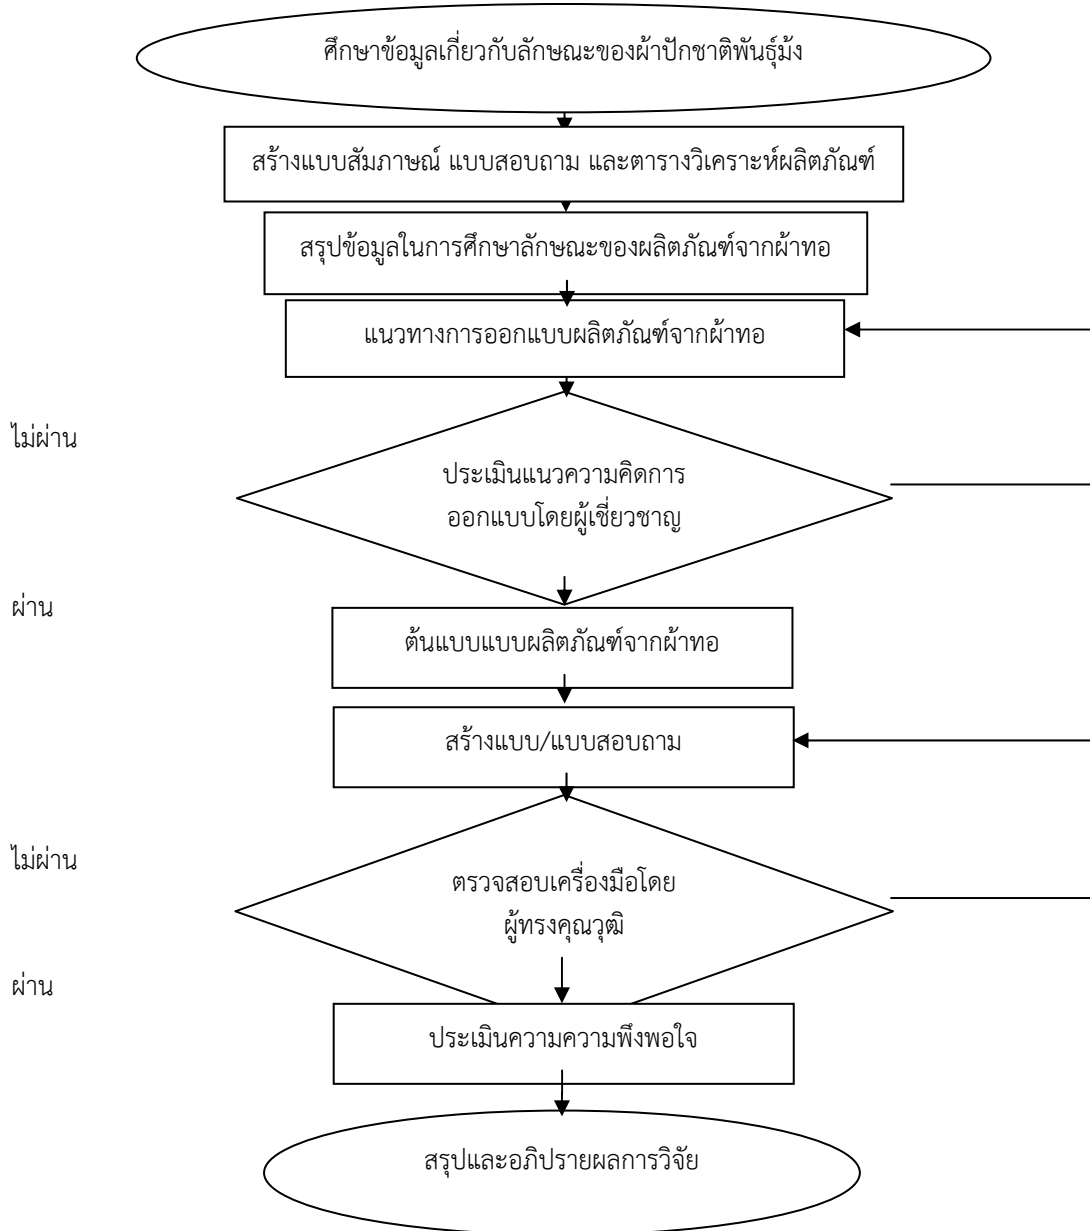 ศึกษาข้อมูลเกี่ยวกับลักษณะของผ้าปักชาติพันธุ์ม้ง
สร้างแบบสัมภาษณ์ แบบสอบถาม และตารางวิเคราะห์ผลิตภัณฑ์
สรุปข้อมูลในการศึกษาลักษณะของผลิตภัณฑ์จากผ้าทอ
แนวทางการออกแบบผลิตภัณฑ์จากผ้าทอ
ไม่ผ่าน
ประเมินแนวความคิดการ
ออกแบบโดยผู้เชี่ยวชาญ
ผ่าน
ต้นแบบแบบผลิตภัณฑ์จากผ้าทอ
สร้างแบบ/แบบสอบถาม
ไม่ผ่าน
ตรวจสอบเครื่องมือโดย
ผู้ทรงคุณวุฒิ
ผ่าน
ประเมินความความพึงพอใจ
สรุปและอภิปรายผลการวิจัย